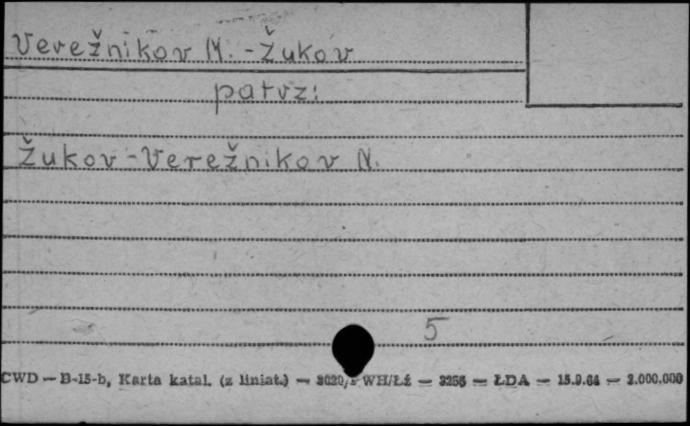 Verežnikov M. -Žukov
patrz:
Žukov-Verežnikov N.
5
CWD — B-15-b, Karta katal. (z liniat.) — WH/Łź — 3256 — ŁDA — 15.9.64 — 2.000.000